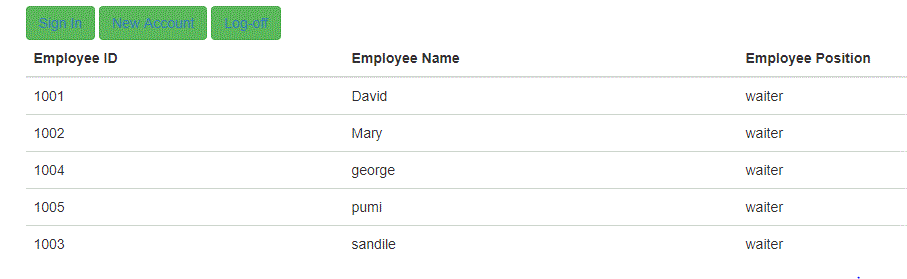 Sign In New Account Log-off
Employee ID Employee Name Employee Position
1001 David waiter
1002 Mary waiter
1004 george waiter
1005 pumi waiter
1003 sandile waiter